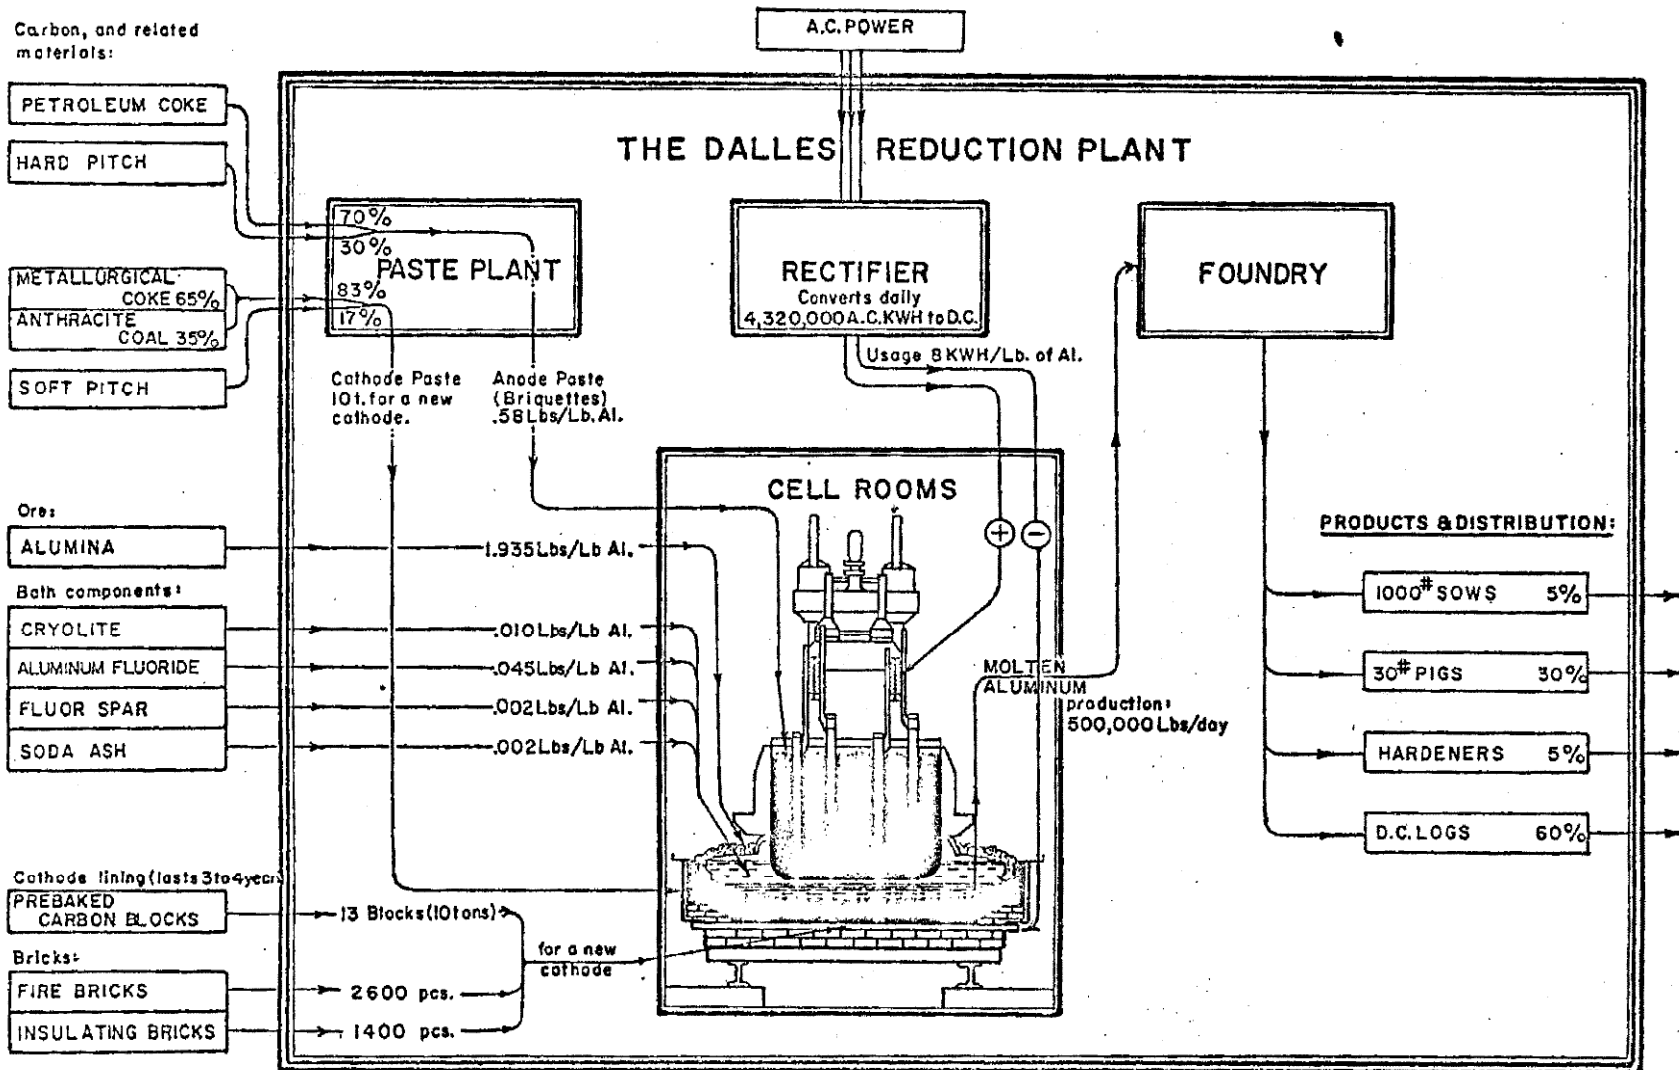 Carbon, and related
materials:
PETROLEUM COKE
HARD PITCH
METALLURGICAL
COKE 65%
ANTHRACITE
COAL 35%
SOFT PITCH
Ore:
ALUMINA
Bath components:
CRYOLITE
ALUMINUM FLUORIDE
FLUOR SPAR
SODA ASH
Cathode lining (lasts 3 to 4 years
PREBAKED
CARBON BLOCKS
Bricks:
FIRE BRICKS
INSULATING BRICKS
A.C. POWER
THE DALLES REDUCTION PLANT
70%
30%
PASTE PLANT
83%
17%
RECTIFIER
Converts daily
4,320,000 A.C. KWH to D.C.
FOUNDRY
Usage 8 KWH/Lb. of Al.
Cathode Paste
10 t. for a new
cathode.
Anode Paste
(Briquettes)
.58 Lbs/Lb. Al.
CELL ROOMS
+
-
1.935 Lbs/Lb Al.
.010 Lbs/Lb Al.
.045 Lbs/Lb Al.
.002 Lbs/Lb Al.
.002 Lbs/Lb Al.
MOLTEN
ALUMINUM
production:
500,000 Lbs/day
13 Blocks (10 tons)
for a new
cathode
2600 pcs.
1400 pcs.
PRODUCTS & DISTRIBUTION:
1000# SOWS 5%
30# PIGS 30%
HARDENERS 5%
D.C. LOGS 60%